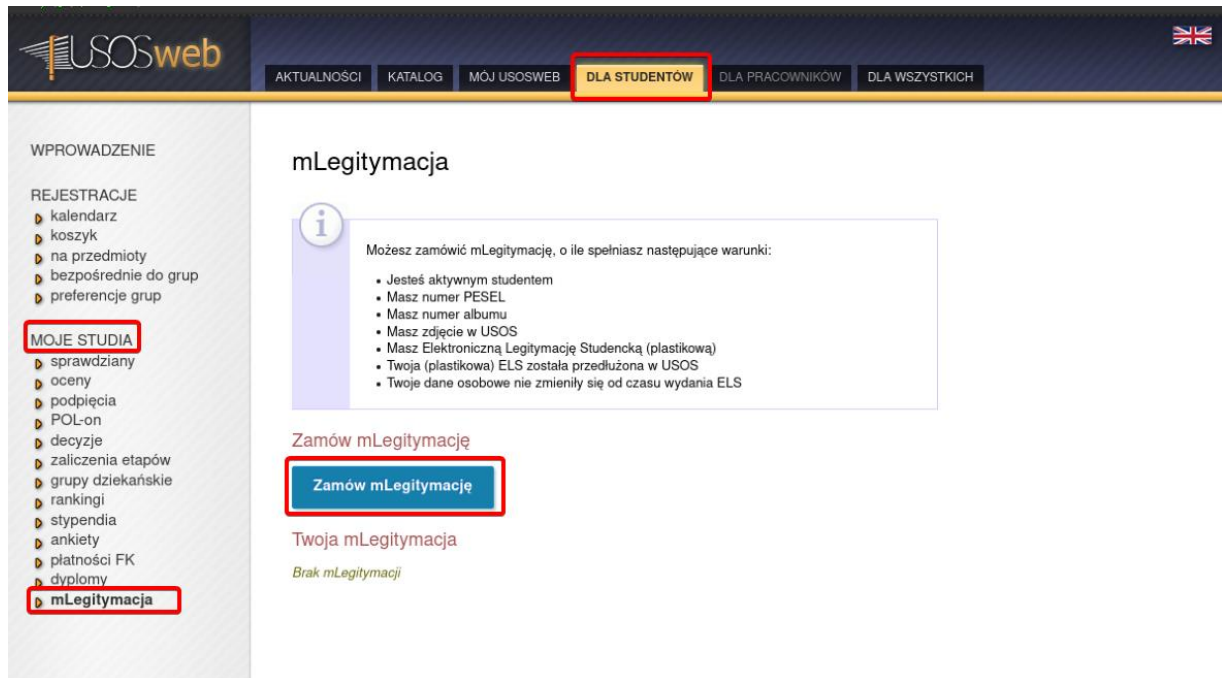 USOSweb
AKTUALNOŚCI KATALOG MÓJ USOSWEB DLA STUDENTÓW DLA PRACOWNIKÓW DLA WSZYSTKICH
WPROWADZENIE
REJESTRACJE
kalendarz
koszyk
na przedmioty
bezpośrednie do grup
preferencje grup
MOJE STUDIA
sprawdziany
oceny
podpięcia
POL-on
decyzje
zaliczenia etapów
grupy dziekańskie
rankingi
stypendia
ankiety
płatności FK
dyplomy
mLegitymacja
mLegitymacja
i
Możesz zamówić mLegitymację, o ile spełniasz następujące warunki:
• Jesteś aktywnym studentem
• Masz numer PESEL
• Masz numer albumu
• Masz zdjęcie w USOS
• Masz Elektroniczną Legitymację Studencką (plastikową)
• Twoja (plastikowa) ELS została przedłużona w USOS
• Twoje dane osobowe nie zmieniły się od czasu wydania ELS
Zamów mLegitymację
Zamów mLegitymację
Twoja mLegitymacja
Brak mLegitymacji